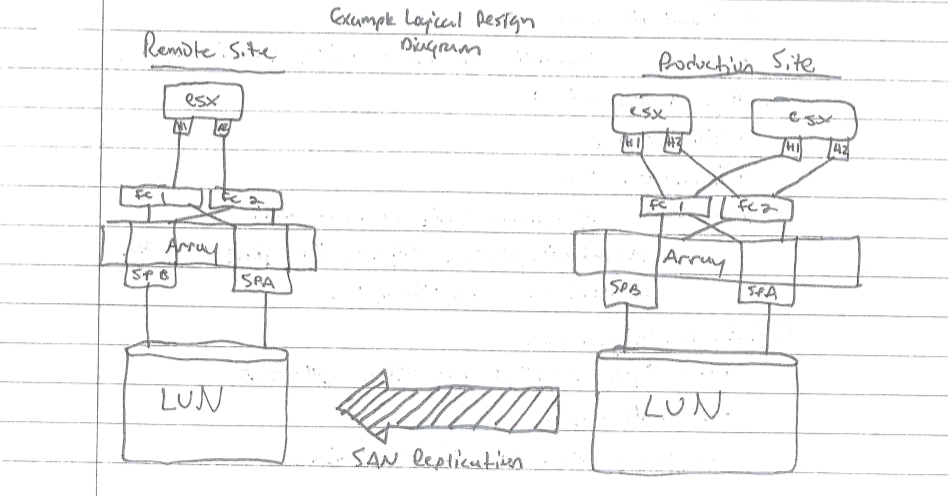 Example Logical Design
Diagram
Remote Site
Production Site
esx
esx
esx
H1
H2
H1
H2
H1
H2
FC 1
FC 2
FC 1
FC 2
Array
Array
SPB
SPA
SPB
SPA
LUN
LUN
SAN Replication